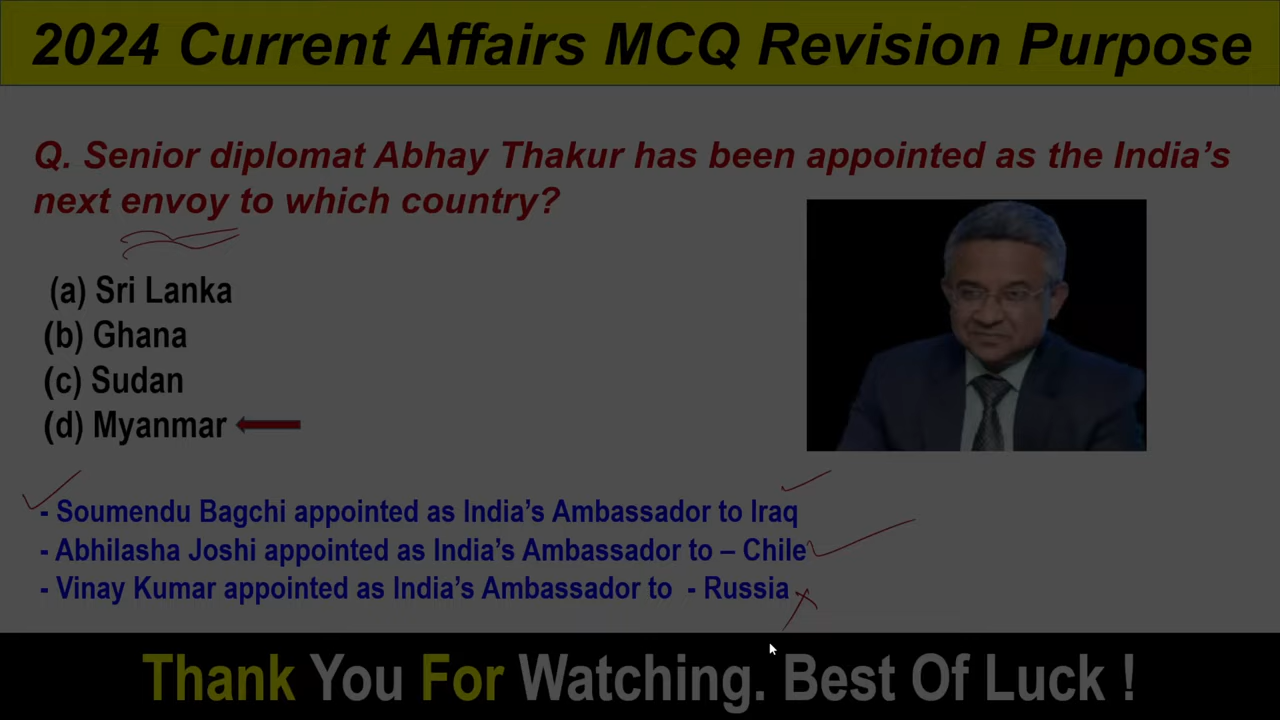 2024 Current Affairs MCQ Revision Purpose
Q. Senior diplomat Abhay Thakur has been appointed as the India's
next envoy to which country?
(a) Sri Lanka
(b) Ghana
(c) Sudan
(d) Myanmar
- Soumendu Bagchi appointed as India's Ambassador to Iraq
- Abhilasha Joshi appointed as India's Ambassador to – Chile
- Vinay Kumar appointed as India's Ambassador to - Russia
Thank You For Watching. Best Of Luck !